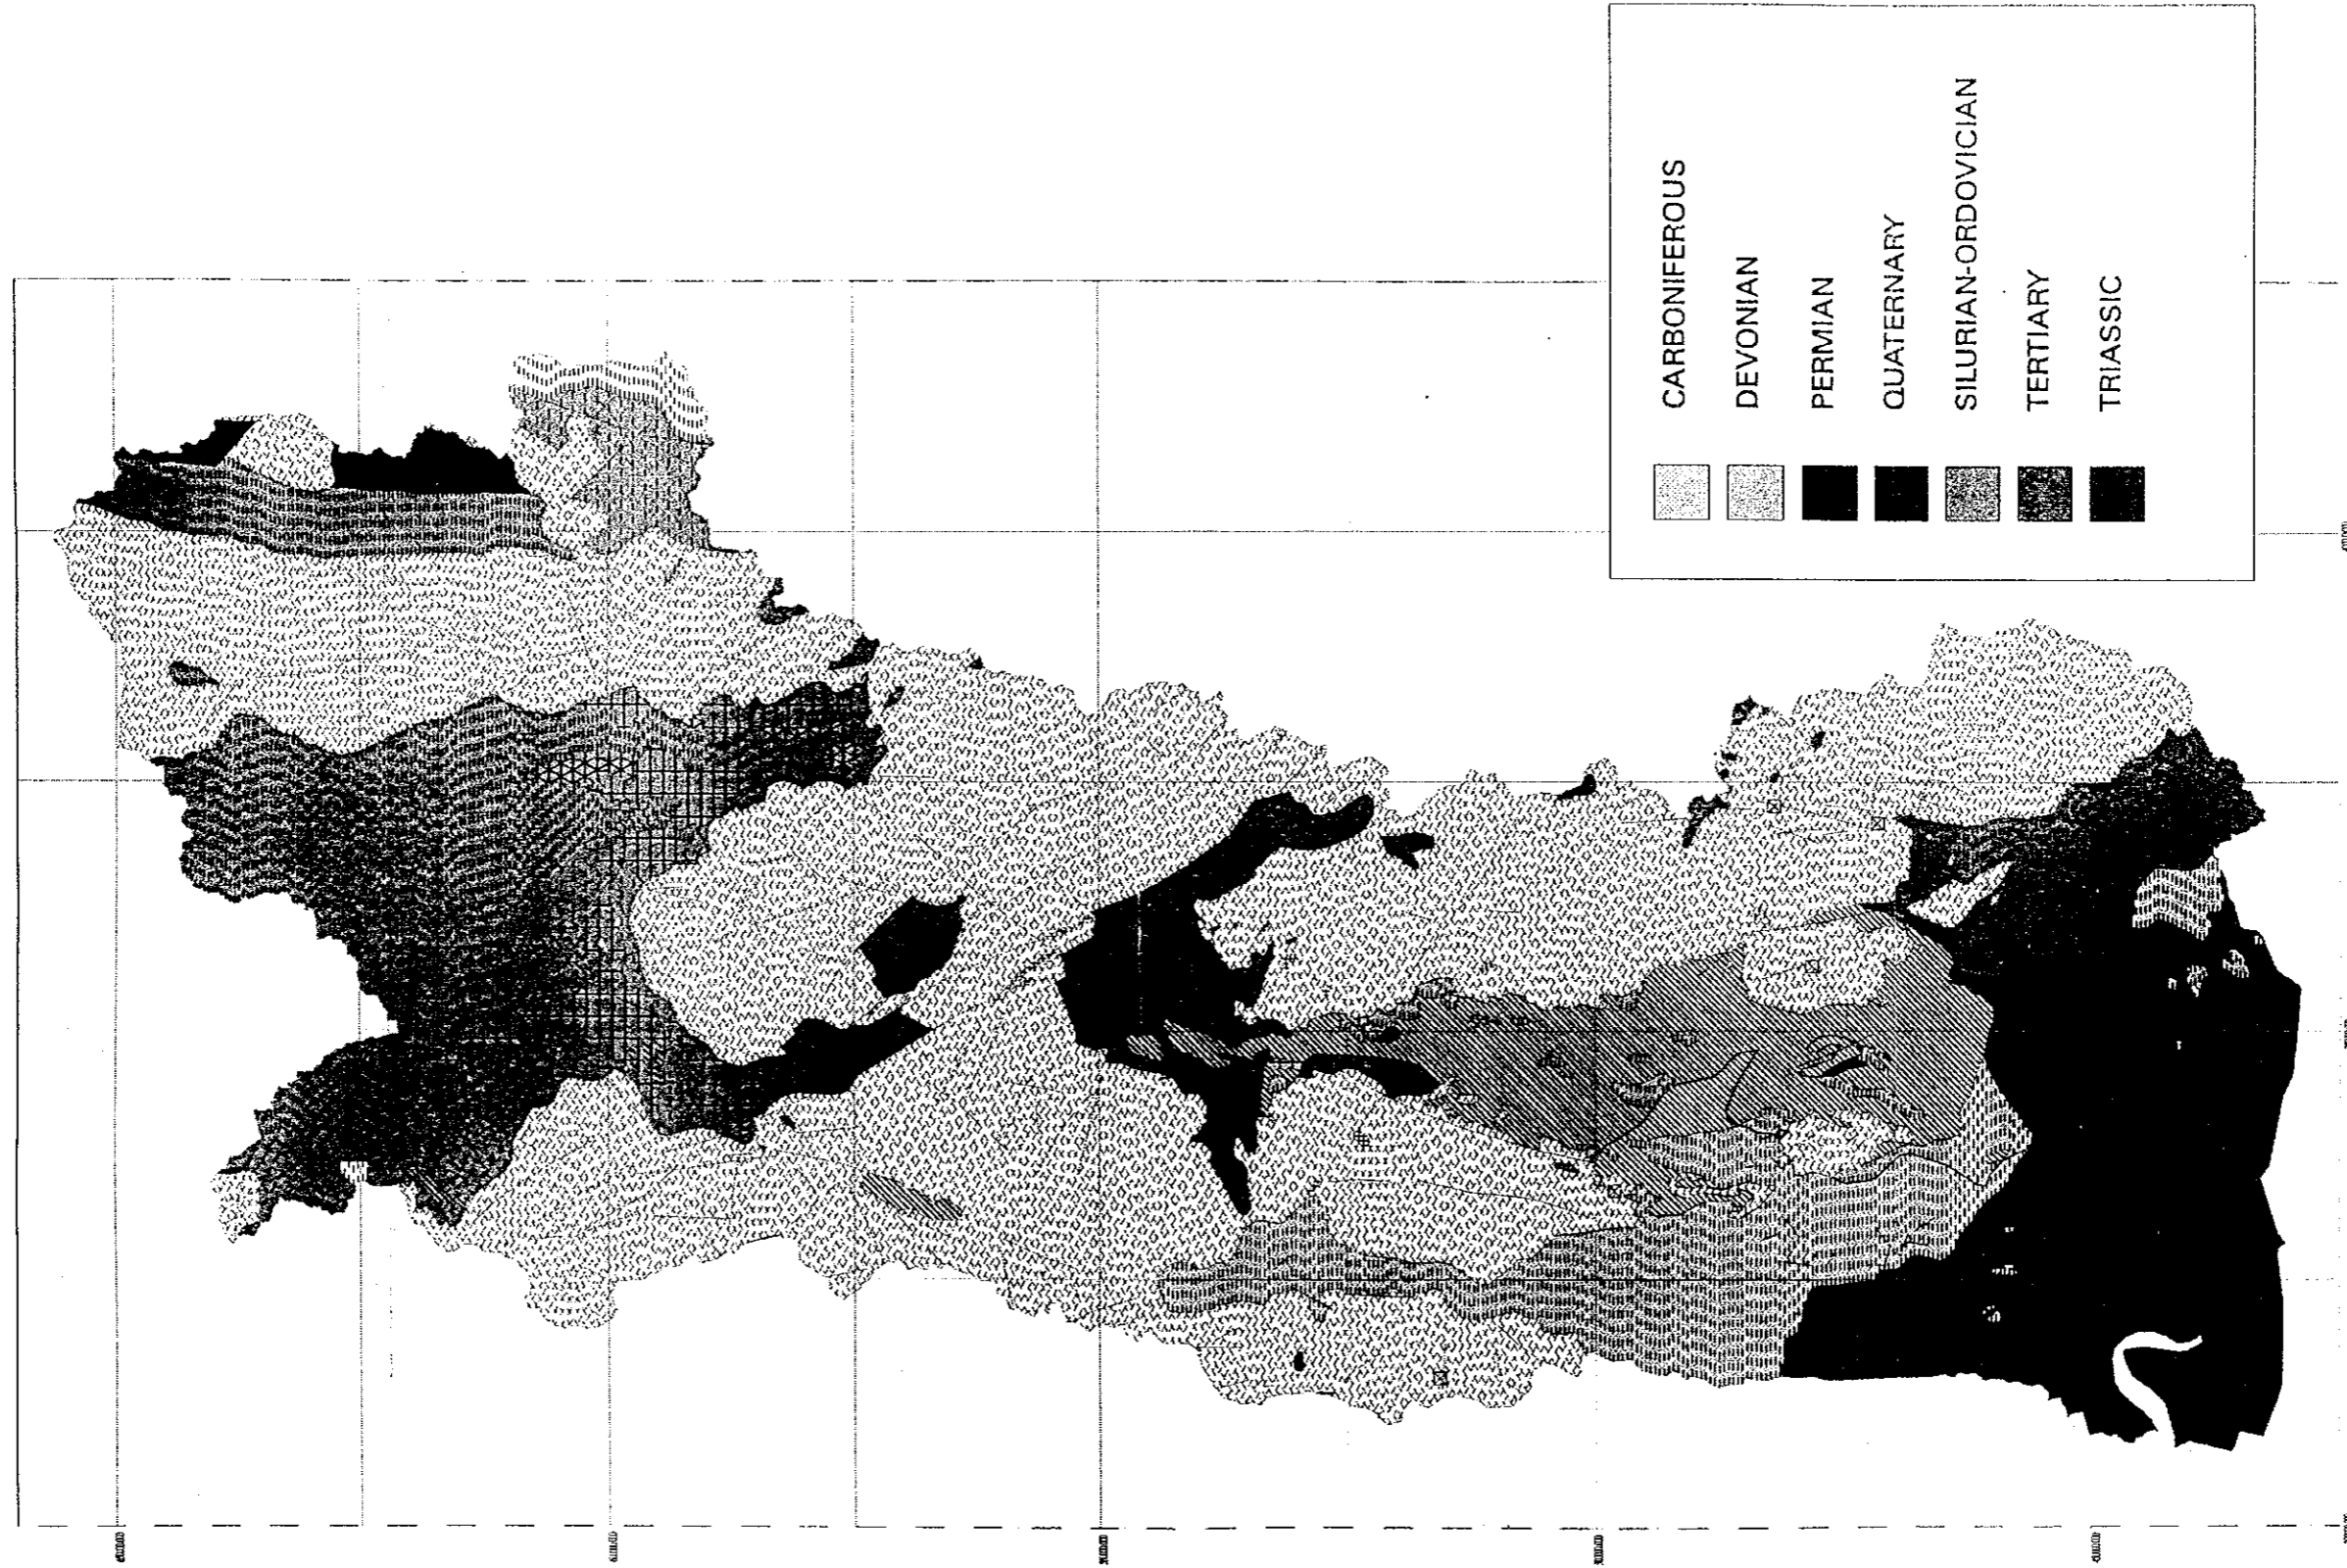 CARBONIFEROUS
DEVONIAN
PERMIAN
QUATERNARY
SILURIAN-ORDOVICIAN
TERTIARY
TRIASSIC